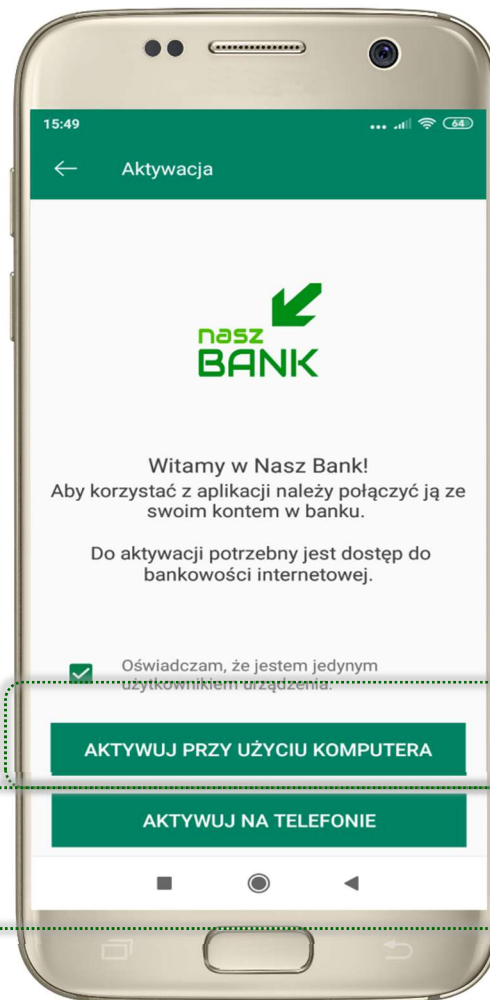 15:49
64
Aktywacja
nasz
BANK
Witamy w Nasz Bank!
Aby korzystać z aplikacji należy połączyć ją ze
swoim kontem w banku.
Do aktywacji potrzebny jest dostęp do
bankowości internetowej.
Oświadczam, że jestem jedynym
użytkownikiem urządzenia.
AKTYWUJ PRZY UŻYCIU KOMPUTERA
AKTYWUJ NA TELEFONIE